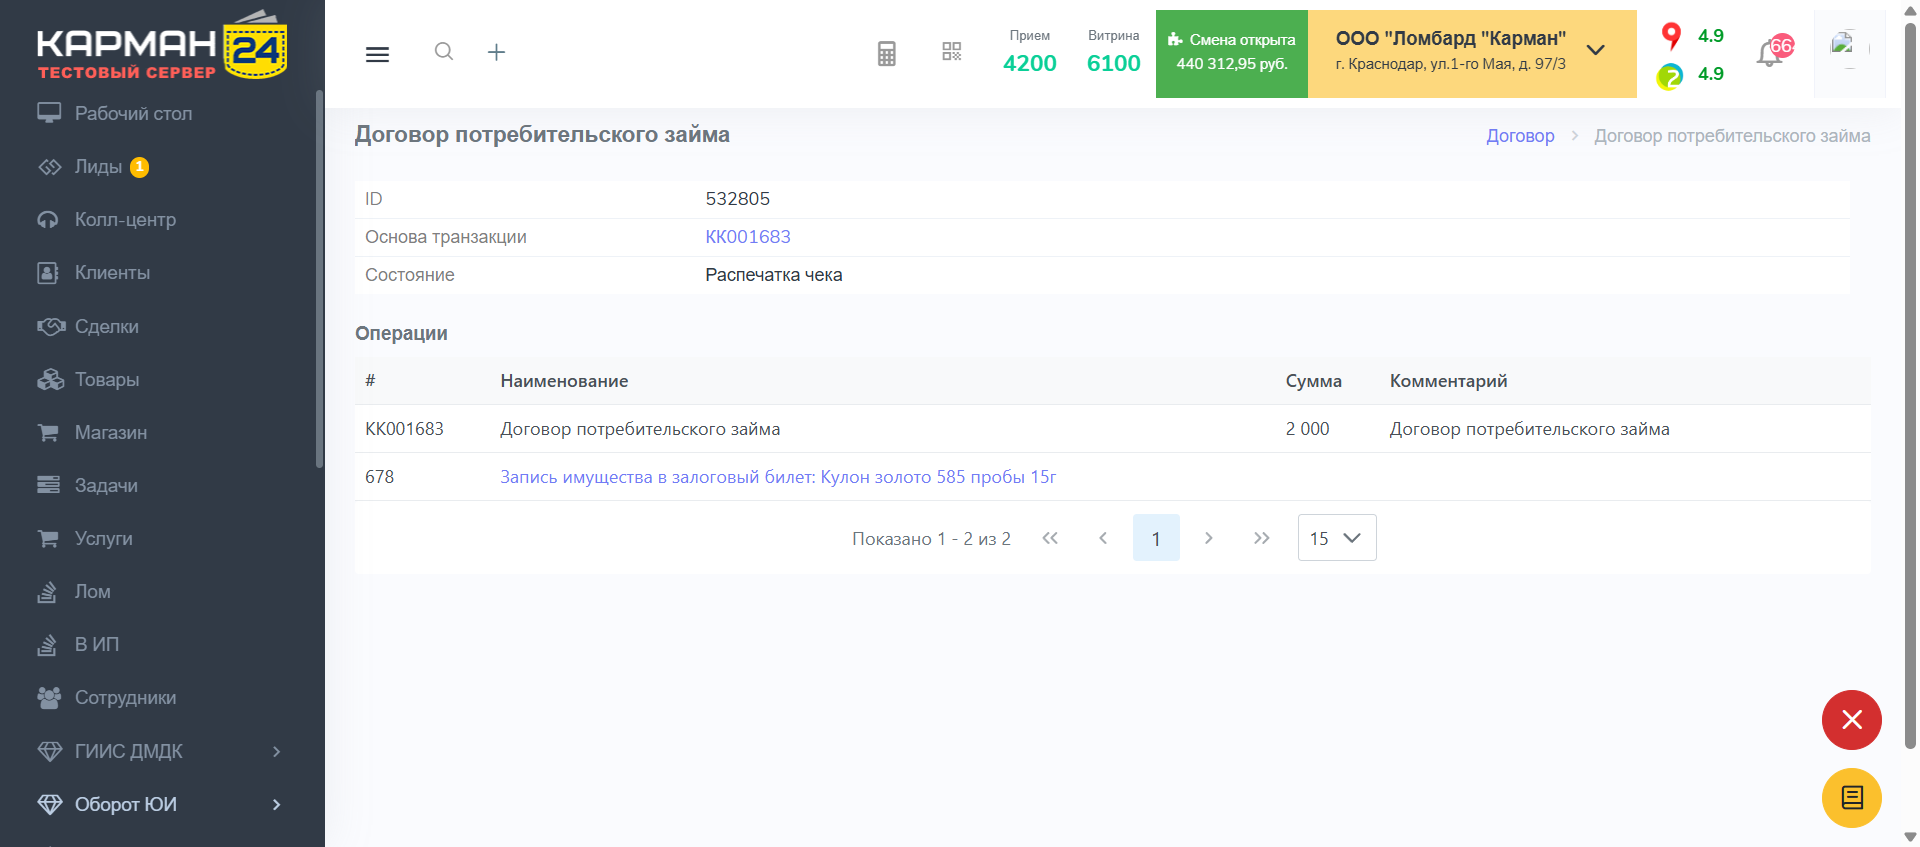 КАРМАН 24
ТЕСТОВЫЙ СЕРВЕР
Рабочий стол
Лиды 1
Колл-центр
Клиенты
Сделки
Товары
Магазин
Задачи
Услуги
Лом
В ИП
Сотрудники
ГИИС ДМДК
Оборот ЮИ
Прием
4200
Витрина
6100
Смена открыта
440 312,95 руб.
ООО "Ломбард "Карман"
г. Краснодар, ул.1-го Мая, д. 97/3
4.9
4.9
Договор потребительского займа
Договор > Договор потребительского займа
ID 532805
Основа транзакции КК001683
Состояние Распечатка чека
Операции
# Наименование Сумма Комментарий
КК001683 Договор потребительского займа 2 000 Договор потребительского займа
678 Запись имущества в залоговый билет: Кулон золото 585 пробы 15г
Показано 1 - 2 из 2 1 15